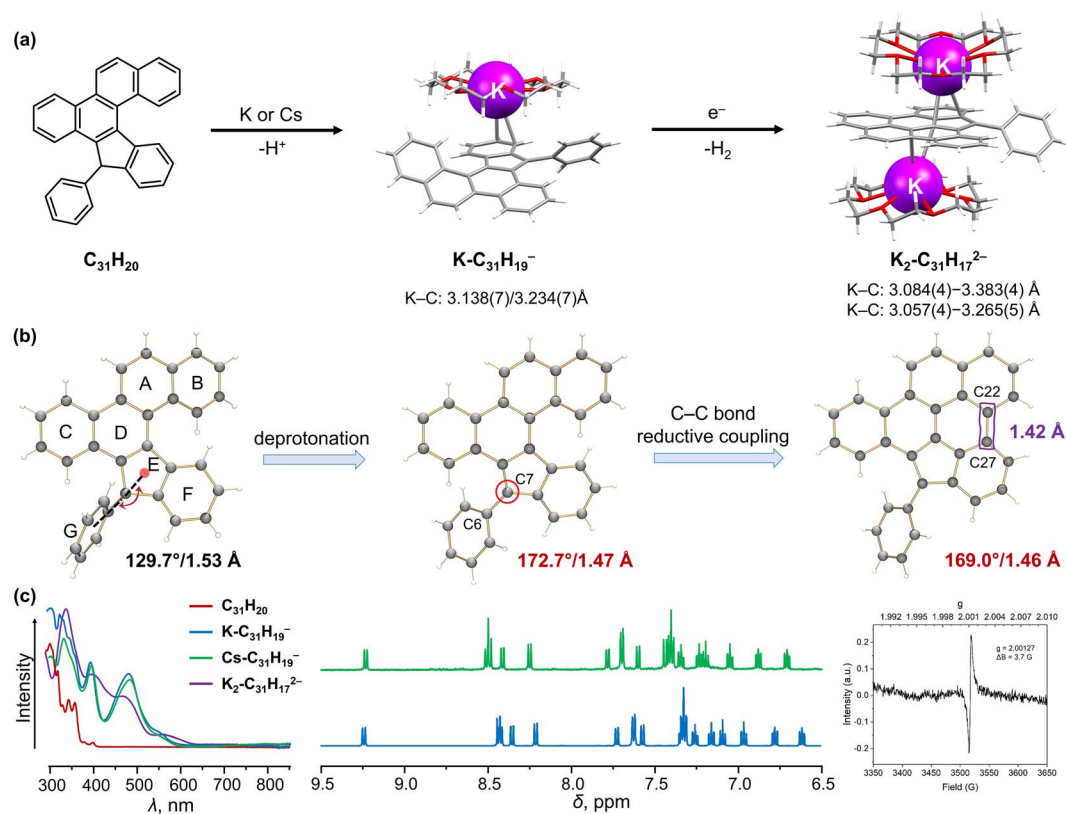 (a)
K or Cs
-H⁺
e⁻
-H₂
K
K
K
C₃₁H₂₀
K-C₃₁H₁₉⁻
K₂-C₃₁H₁₇²⁻
K–C: 3.138(7)/3.234(7)Å
K–C: 3.084(4)−3.383(4) Å
K–C: 3.057(4)−3.265(5) Å
(b)
A
B
C
D
E
F
G
129.7°/1.53 Å
deprotonation
C7
C6
172.7°/1.47 Å
C–C bond
reductive coupling
C22
1.42 Å
C27
169.0°/1.46 Å
(c)
C₃₁H₂₀
K-C₃₁H₁₉⁻
Cs-C₃₁H₁₉⁻
K₂-C₃₁H₁₇²⁻
Intensity
300 400 500 600 700 800
λ, nm
9.5 9.0 8.5 8.0 7.5 7.0 6.5
δ, ppm
g
1.992 1.995 1.998 2.001 2.004 2.007 2.010
g = 2.00127
ΔB = 3.7 G
Intensity (a.u.)
0.2
0.1
0.0
-0.1
-0.2
3350 3400 3450 3500 3550 3600 3650
Field (G)